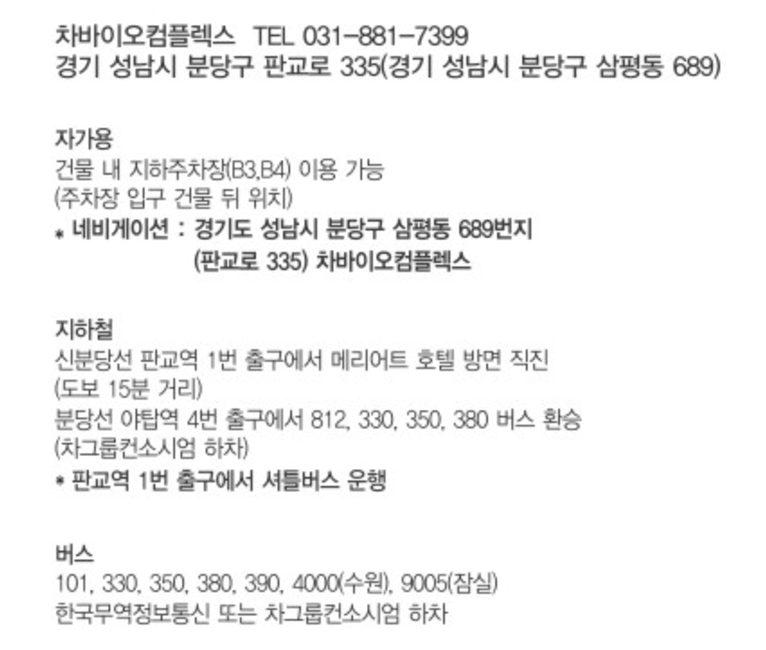 차바이오컴플렉스 TEL 031-881-7399
경기 성남시 분당구 판교로 335(경기 성남시 분당구 삼평동 689)
자가용
건물 내 지하주차장(B3,B4) 이용 가능
(주차장 입구 건물 뒤 위치)
* 네비게이션 : 경기도 성남시 분당구 삼평동 689번지
(판교로 335) 차바이오컴플렉스
지하철
신분당선 판교역 1번 출구에서 메리어트 호텔 방면 직진
(도보 15분 거리)
분당선 야탑역 4번 출구에서 812, 330, 350, 380 버스 환승
(차그룹컨소시엄 하차)
* 판교역 1번 출구에서 셔틀버스 운행
버스
101, 330, 350, 380, 390, 4000(수원), 9005(잠실)
한국무역정보통신 또는 차그룹컨소시엄 하차